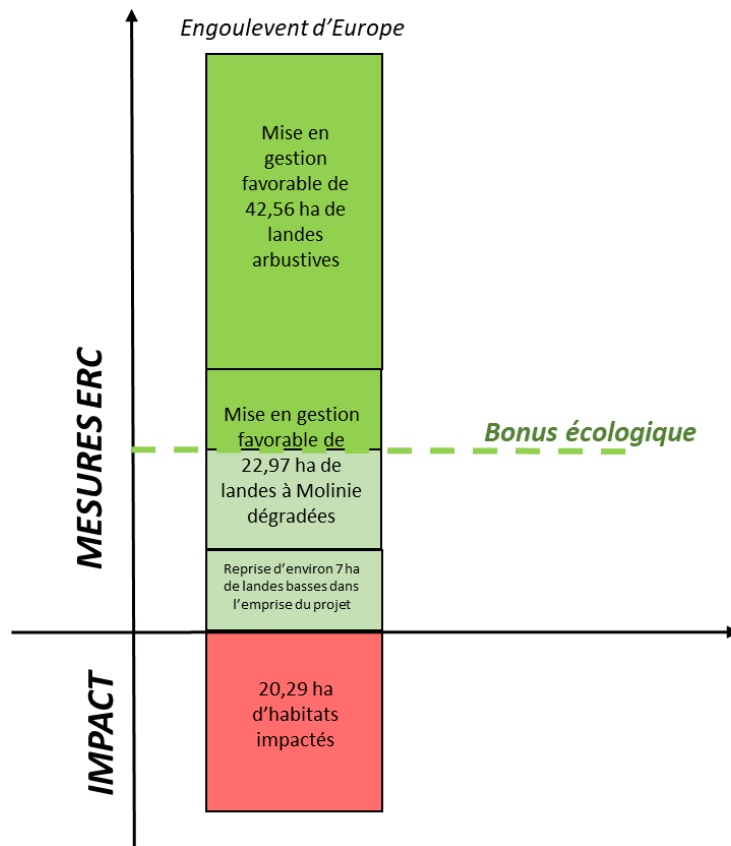 Engoulevent d’Europe
Mise en
gestion
favorable de
42,56 ha de
landes
arbustives
MESURES ERC
Mise en gestion
favorable de
22,97 ha de
landes à Molinie
dégradées
Bonus écologique
Reprise d’environ 7 ha
de landes basses dans
l’emprise du projet
IMPACT
20,29 ha
d’habitats
impactés